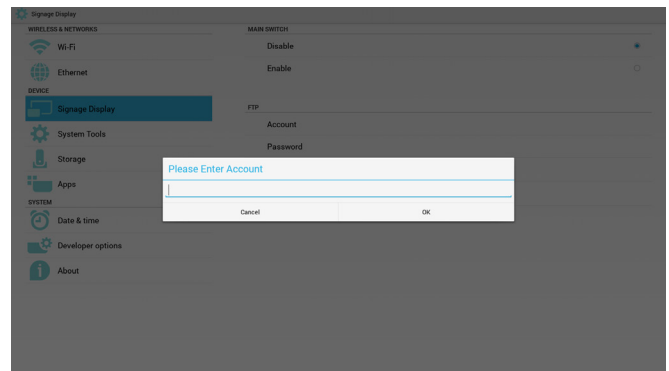 Signage Display
WIRELESS & NETWORKS
Wi-Fi
Ethernet
DEVICE
Signage Display
System Tools
Storage
Apps
SYSTEM
Date & time
Developer options
About
MAIN SWITCH
Disable
Enable
FTP
Account
Password
Please Enter Account
Cancel
OK